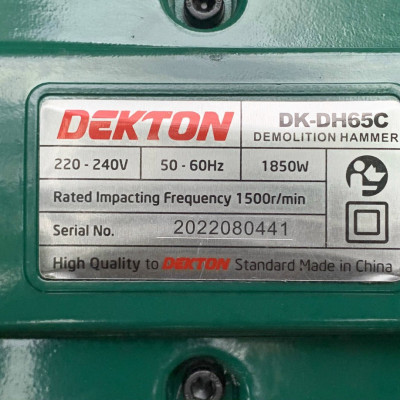 DEKTON DK-DH65C
DEMOLITION HAMMER
220 - 240V 50 - 60Hz 1850W
Rated Impacting Frequency 1500r/min
Serial No. 2022080441
High Quality to DEKTON Standard Made in China